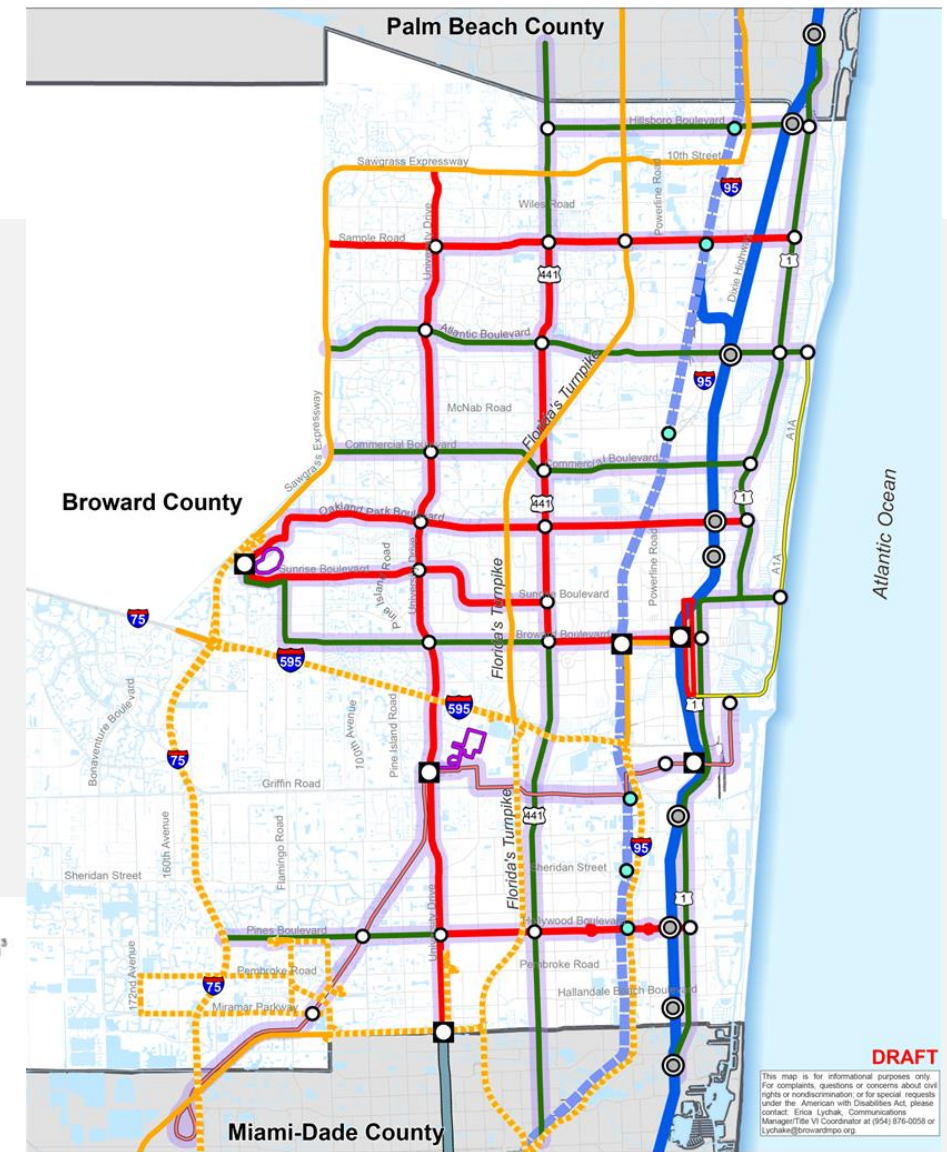 Palm Beach County
Hillsboro Boulevard
10th Street
Sawgrass Expressway
95
Powerline Road
Wiles Road
University Drive
Sample Road
441
1
Dixie Highway
Atlantic Boulevard
95
Florida's Turnpike
McNab Road
Sawgrass Expressway
A1A
Commercial Boulevard
Commercial Boulevard
Broward County
441
1
Oakland Park Boulevard
Atlantic Ocean
Pine Island Road
University Drive
Powerline Road
A1A
Sunrise Boulevard
Sunrise Boulevard
Florida's Turnpike
75
Broward Boulevard
595
595
1
Bonaventure Boulevard
100th Avenue
Pine Island Road
75
Griffin Road
Florida's Turnpike
441
160th Avenue
Flamingo Road
95
Sheridan Street
Sheridan Street
University Drive
1
Pines Boulevard
Hollywood Boulevard
172nd Avenue
Pembroke Road
Pembroke Road
75
Miramar Parkway
Hallandale Beach Boulevard
DRAFT
This map is for informational purposes only.
For complaints, questions or concerns about civil
rights or nondiscrimination; or for special requests
under the American with Disabilities Act, please
contact: Erica Lychak, Communications
Manager/Title VI Coordinator at (954) 876-0058 or
Lychake@browardmpo.org.
Miami-Dade County